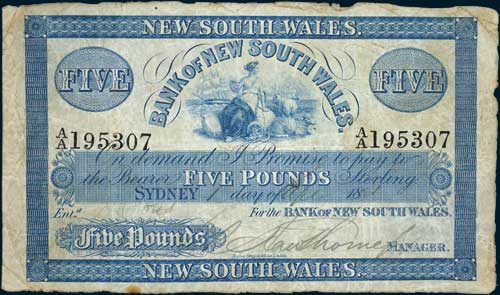 NEW SOUTH WALES.
BANK OF NEW SOUTH WALES.
FIVE FIVE
A/A 195307 A/A 195307
On demand I Promise to pay to
the Bearer FIVE POUNDS Sterling
SYDNEY 1 day of 18
Ent.d For the BANK OF NEW SOUTH WALES.
Five Pounds MANAGER.
NEW SOUTH WALES.